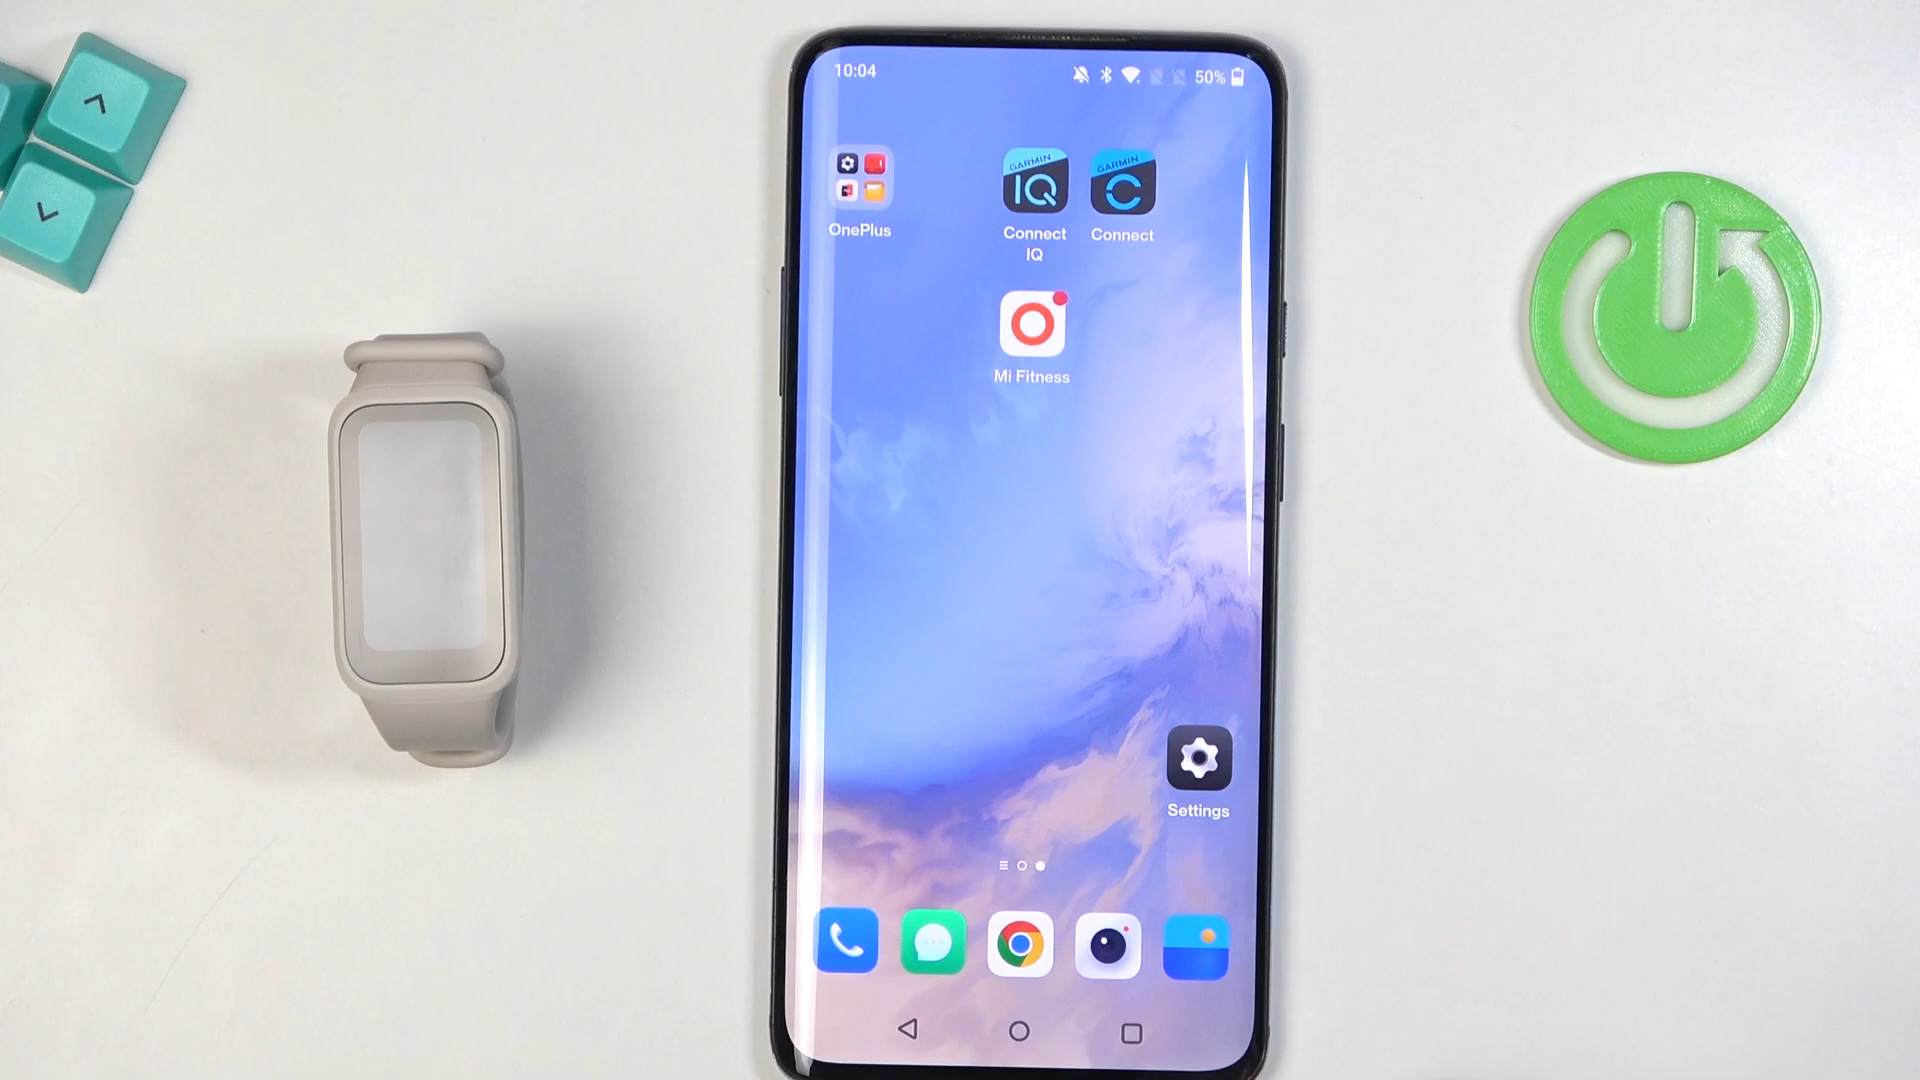 10:04
50%
GARMIN
IQ
GARMIN
C
OnePlus
Connect
IQ
Connect
Mi Fitness
Settings